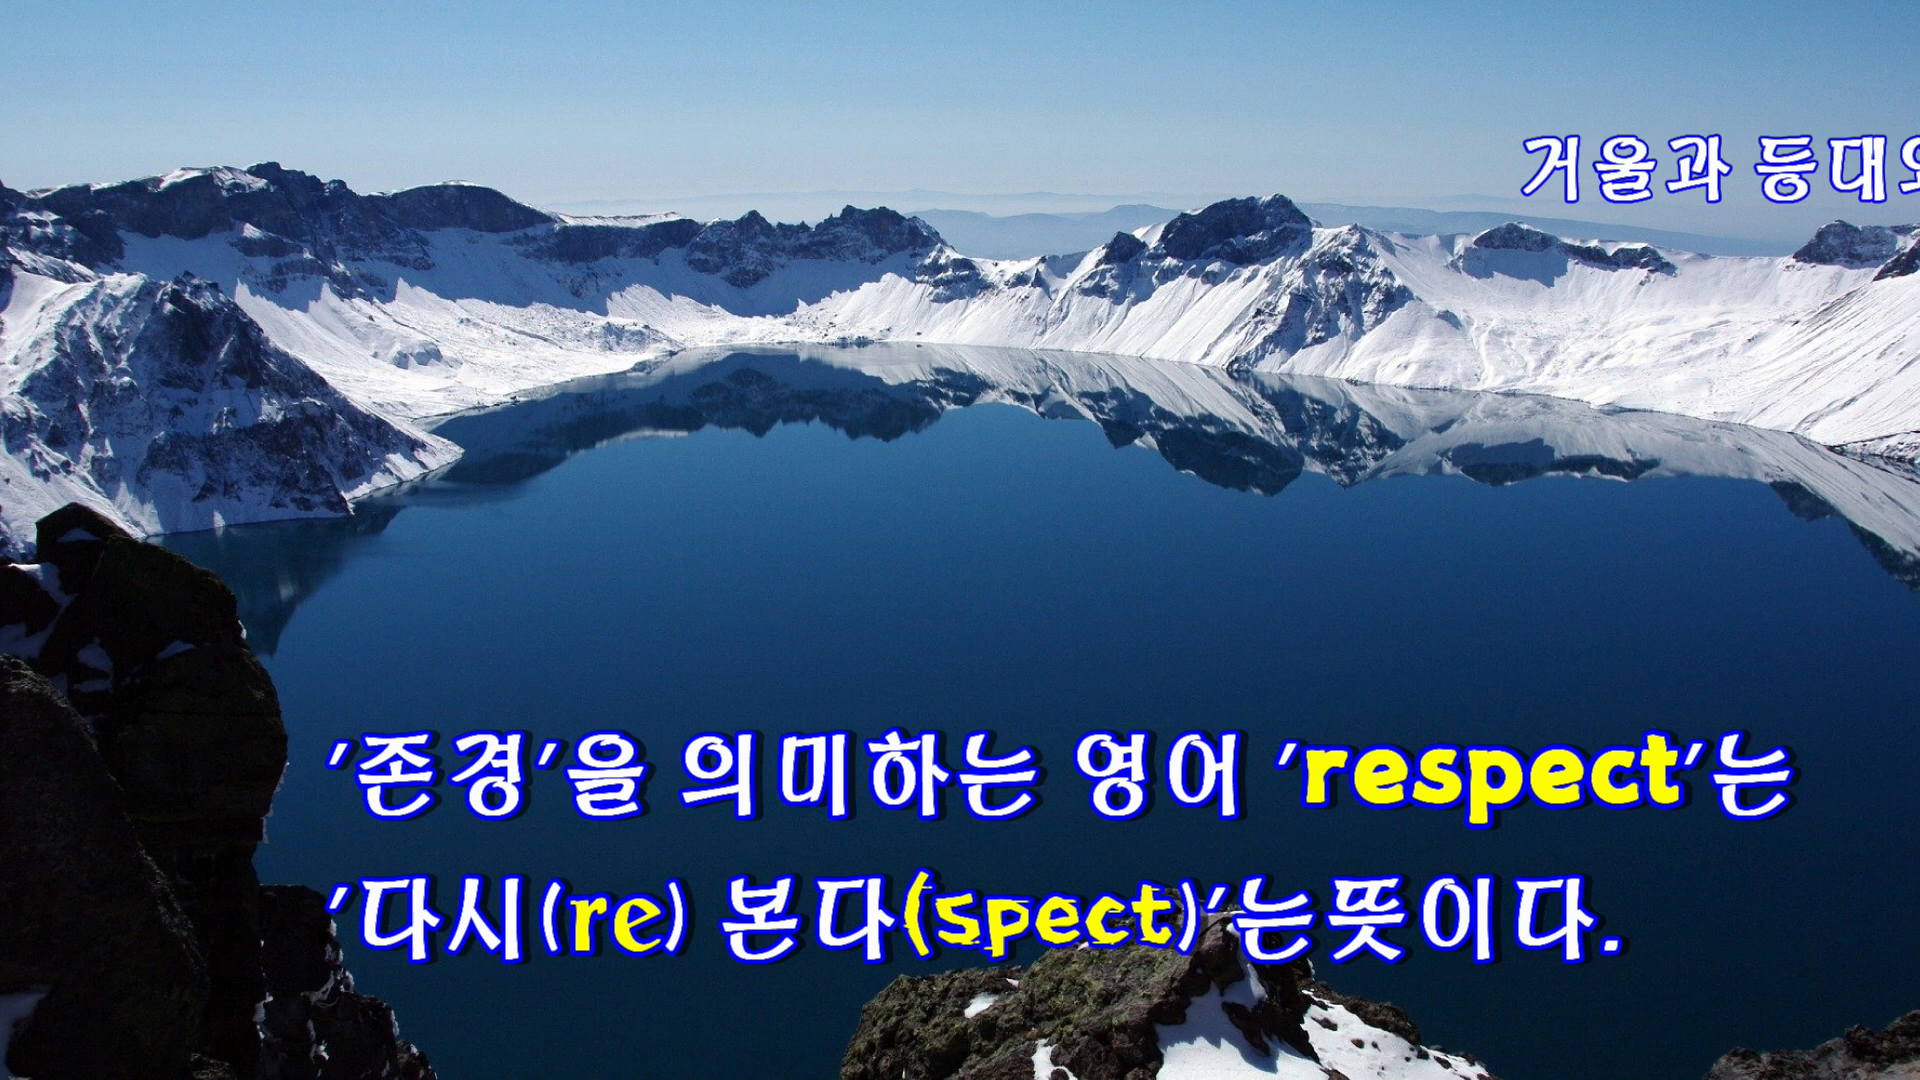 거울과 등대
'존경'을 의미하는 영어 'respect'는
'다시(re) 본다(spect)'는뜻이다.